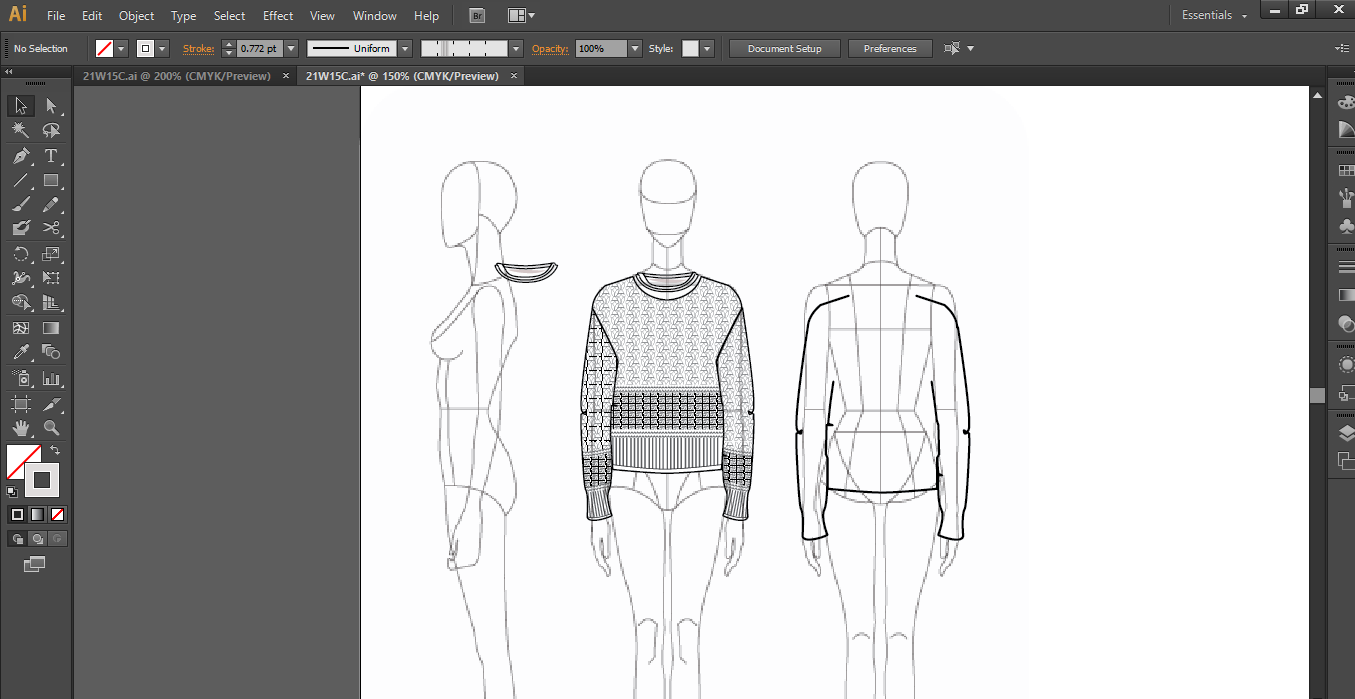 Ai File Edit Object Type Select Effect View Window Help Br Essentials
No Selection Stroke: 0.772 pt Uniform Opacity: 100% Style: Document Setup Preferences
21W15C.ai @ 200% (CMYK/Preview) × 21W15C.ai* @ 150% (CMYK/Preview) ×
T